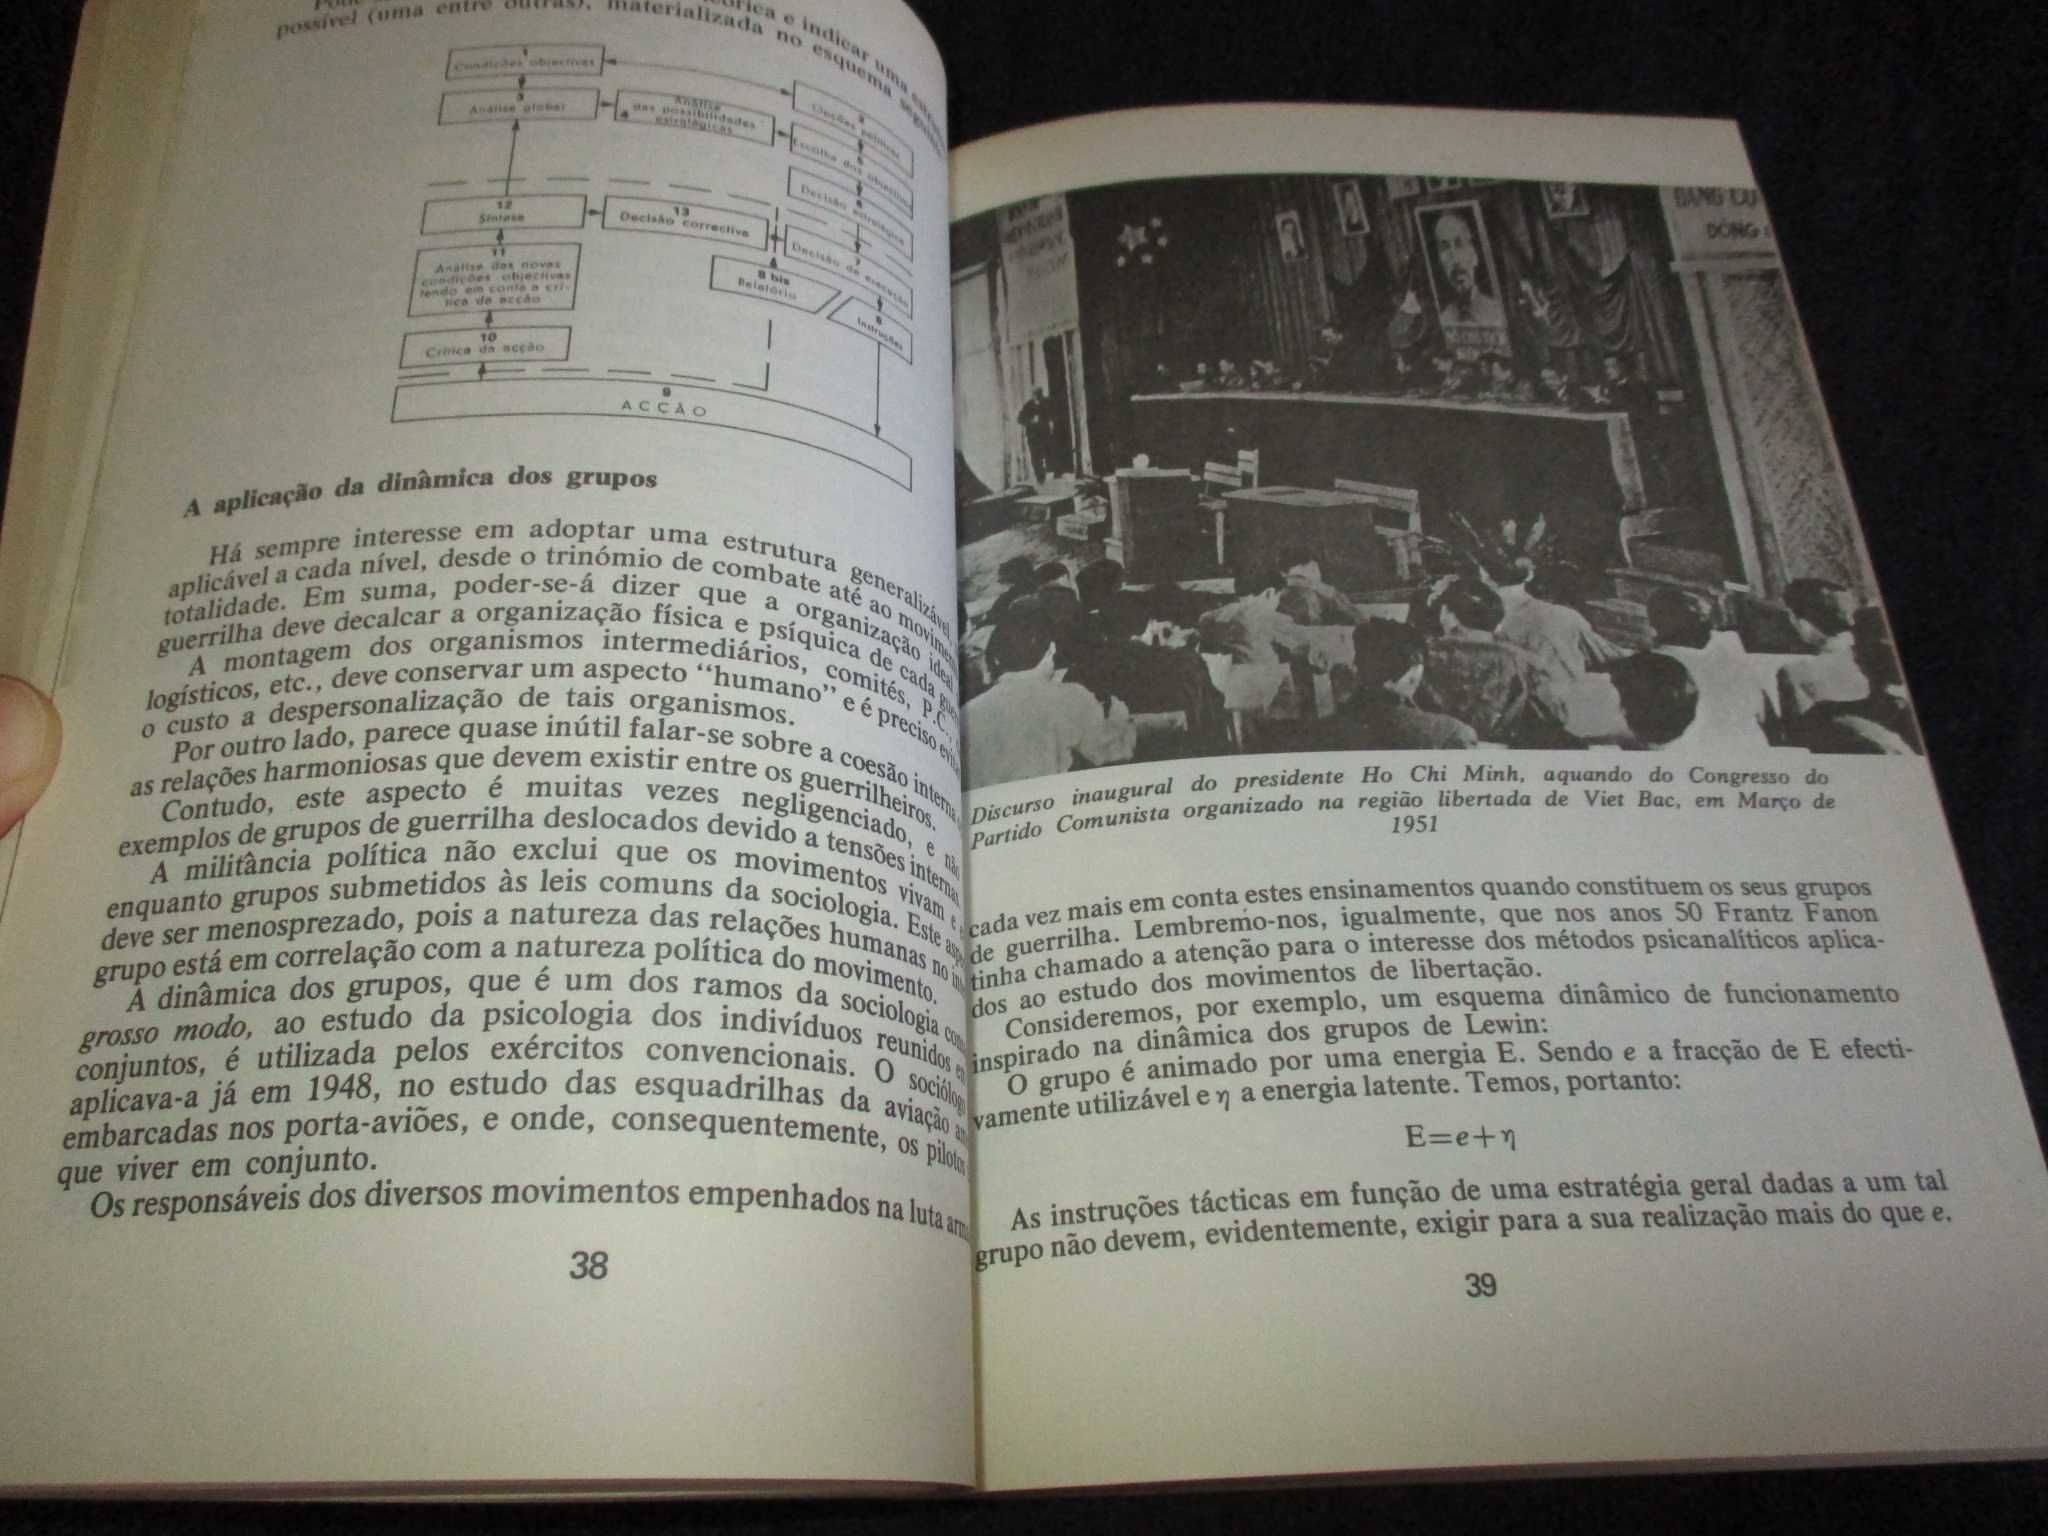 possível (uma entre outras), materializada no esquema seguinte
e indicar uma
1
Condições objectivas
2
Opções políticas
3
Análise global
4
Análise
das possibilidades
estratégicas
5
Escolha dos objectivos
6
Decisão estratégica
12
Síntese
13
Decisão correctiva
7
Decisão de execução
11
Análise das novas
condições objectivas
tendo em conta a crí-
tica da acção
8 bis
Relatório
8
Instruções
10
Crítica da acção
9
ACÇÃO
A aplicação da dinâmica dos grupos
Há sempre interesse em adoptar uma estrutura generalizável,
aplicável a cada nível, desde o trinómio de combate até ao
totalidade. Em suma, poder-se-á dizer que a organização ideal
guerrilha deve decalcar a organização física e psíquica de cada
A montagem dos organismos intermediários, comités, P.C.,
logísticos, etc., deve conservar um aspecto “humano” e é preciso
o custo a despersonalização de tais organismos.
Por outro lado, parece quase inútil falar-se sobre a coesão interna
as relações harmoniosas que devem existir entre os guerrilheiros.
Contudo, este aspecto é muitas vezes negligenciado, e não
exemplos de grupos de guerrilha deslocados devido a tensões internas
A militância política não exclui que os movimentos vivam e
enquanto grupos submetidos às leis comuns da sociologia. Este
deve ser menosprezado, pois a natureza das relações humanas no
grupo está em correlação com a natureza política do movimento.
A dinâmica dos grupos, que é um dos ramos da sociologia
grosso modo, ao estudo da psicologia dos indivíduos reunidos em
conjuntos, é utilizada pelos exércitos convencionais. O
aplicava-a já em 1948, no estudo das esquadrilhas da aviação
embarcadas nos porta-aviões, e onde, consequentemente, os pilotos
que viver em conjunto.
Os responsáveis dos diversos movimentos empenhados na luta
38
ĐẢNG
ĐÔNG
Discurso inaugural do presidente Ho Chi Minh, aquando do Congresso do
Partido Comunista organizado na região libertada de Viet Bac, em Março de
1951
cada vez mais em conta estes ensinamentos quando constituem os seus grupos
de guerrilha. Lembremo-nos, igualmente, que nos anos 50 Frantz Fanon
tinha chamado a atenção para o interesse dos métodos psicanalíticos aplica-
dos ao estudo dos movimentos de libertação.
Consideremos, por exemplo, um esquema dinâmico de funcionamento
inspirado na dinâmica dos grupos de Lewin:
O grupo é animado por uma energia E. Sendo e a fracção de E efecti-
vamente utilizável e η a energia latente. Temos, portanto:
E=e+η
As instruções tácticas em função de uma estratégia geral dadas a um tal
grupo não devem, evidentemente, exigir para a sua realização mais do que e.
39